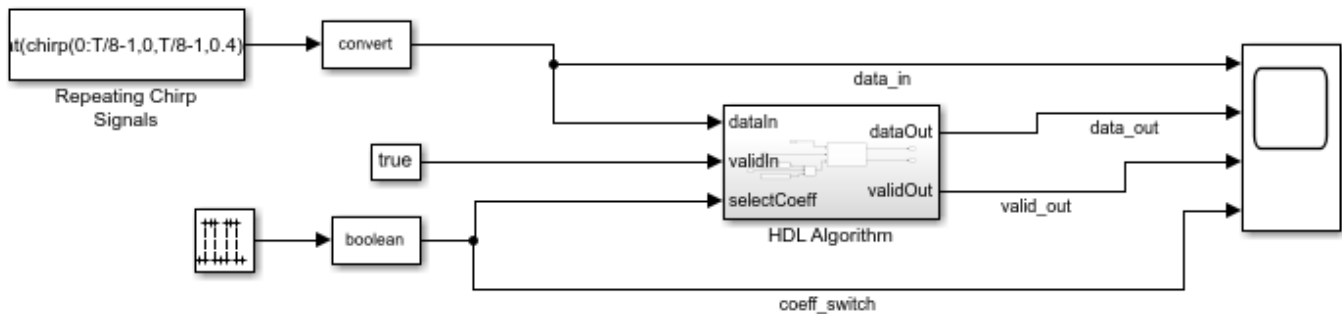 ıt(chirp(0:T/8-1,0,T/8-1,0.4)
convert
Repeating Chirp
Signals
data_in
dataIn
dataOut
data_out
true
validIn
selectCoeff
validOut
valid_out
boolean
HDL Algorithm
coeff_switch